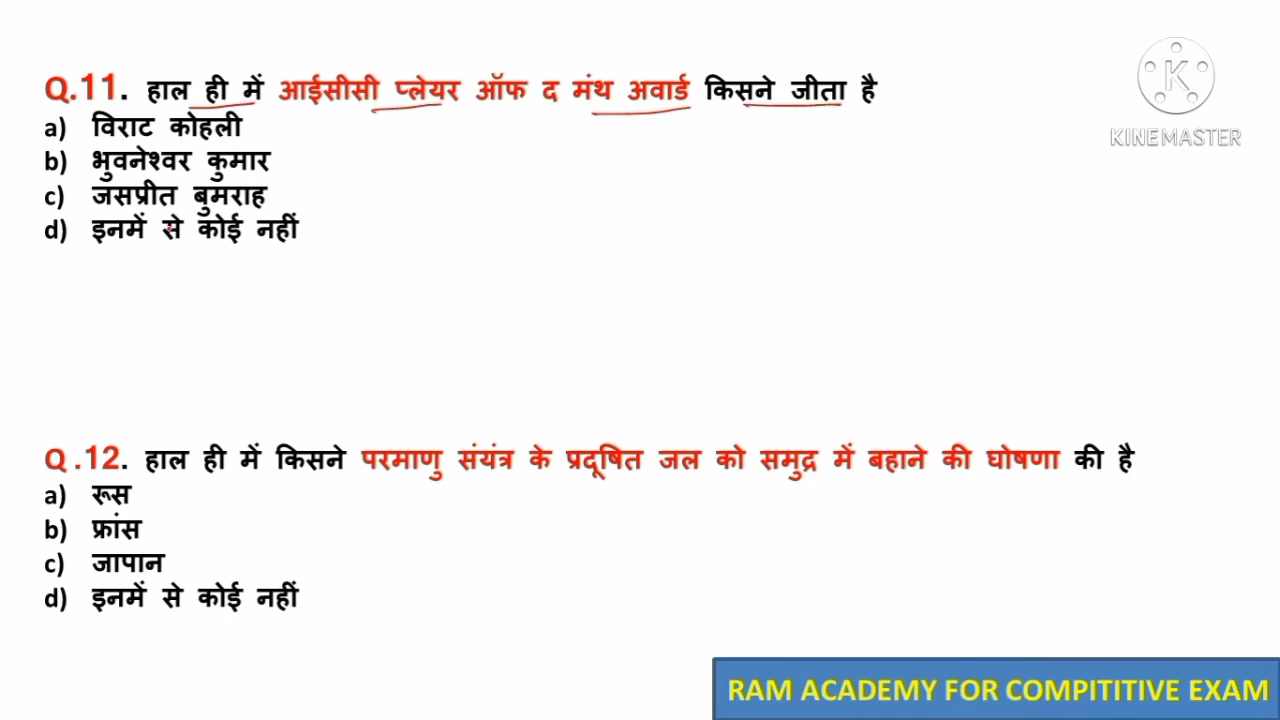 Q.11. हाल ही में आईसीसी प्लेयर ऑफ द मंथ अवार्ड किसने जीता है
a) विराट कोहली
b) भुवनेश्वर कुमार
c) जसप्रीत बुमराह
d) इनमें से कोई नहीं
K
KINEMASTER
Q .12. हाल ही में किसने परमाणु संयंत्र के प्रदूषित जल को समुद्र में बहाने की घोषणा की है
a) रूस
b) फ्रांस
c) जापान
d) इनमें से कोई नहीं
RAM ACADEMY FOR COMPITITIVE EXAM